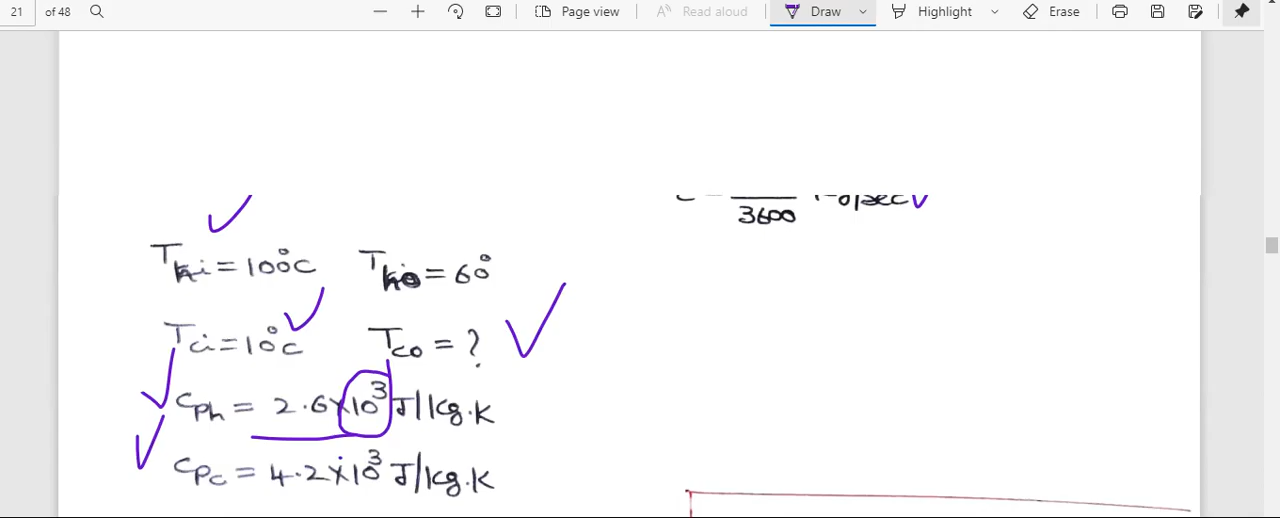 21 of 48 Page view Read aloud Draw Highlight Erase
3600
Thi = 100°C Tho = 60°
Tci = 10°C Tco = ?
CPh = 2.6×10³ J/kg.K
CPc = 4.2×10³ J/kg.K